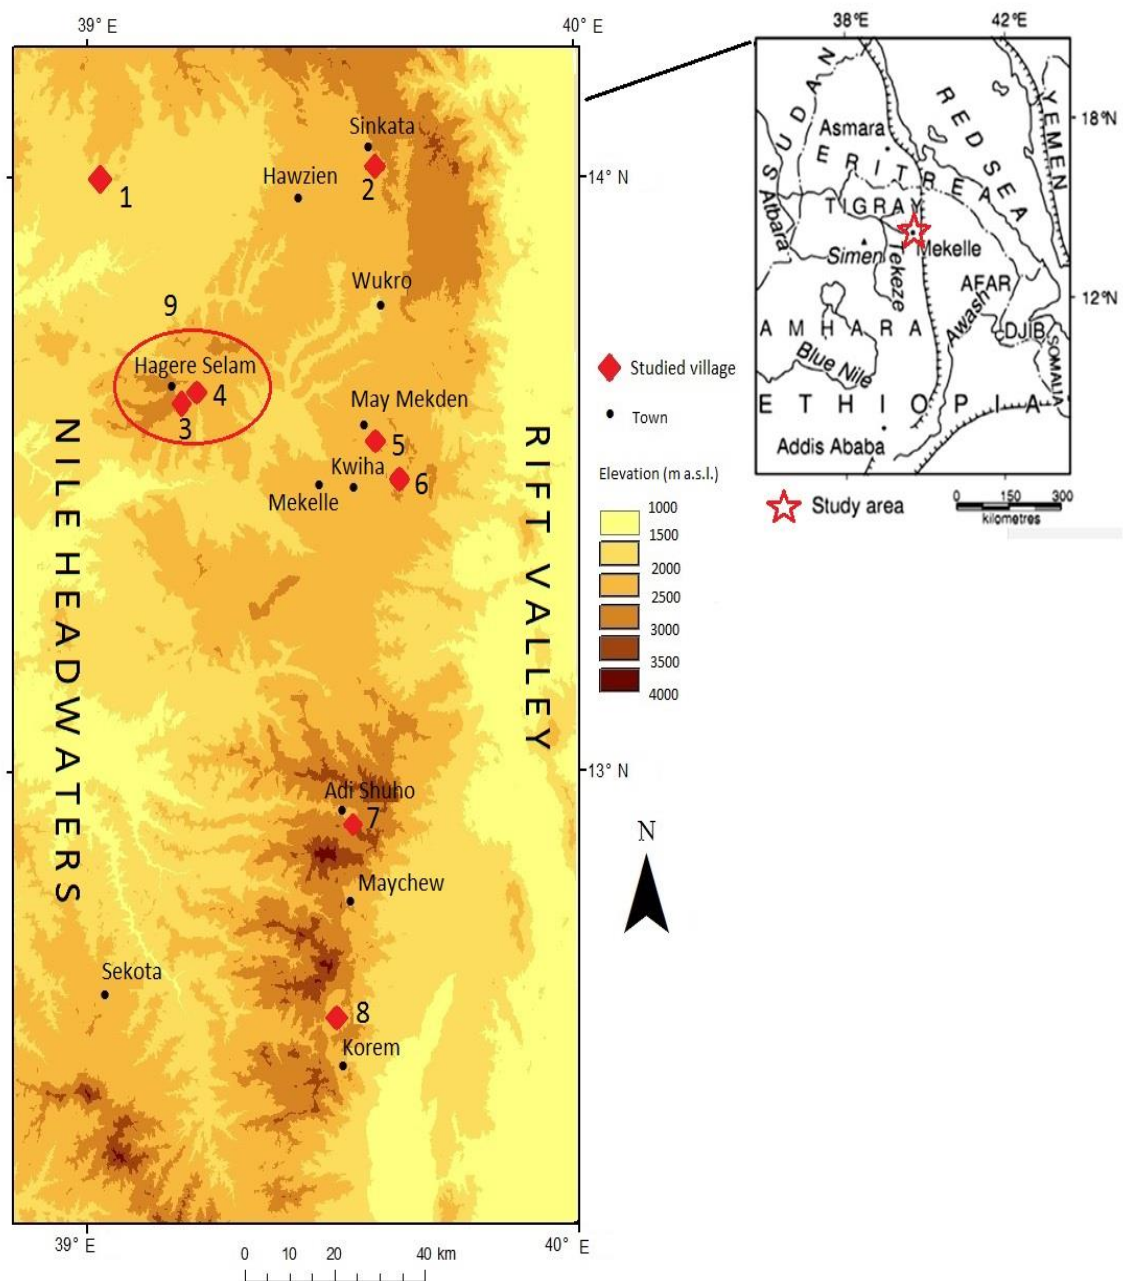 39° E
40° E
Sinkata
Hawzien
1
2
14° N
Wukro
9
Hagere Selam
4
3
May Mekden
5
Kwiha
6
Mekelle
NILE HEADWATERS
RIFT VALLEY
13° N
Adi Shuho
7
Maychew
Sekota
8
Korem
39° E
40° E
0 10 20 40 km
Studied village
Town
Elevation (m a.s.l.)
1000
1500
2000
2500
3000
3500
4000
N
38°E
42°E
18°N
12°N
SUDAN
RED SEA
YEMEN
Asmara
ERITREA
Atbara
TIGRAY
Mekelle
Simen
Tekeze
AFAR
Awash
DJIB.
SOMALIA
AMHARA
Blue Nile
ETHIOPIA
Addis Ababa
Study area
0 150 300
kilometres